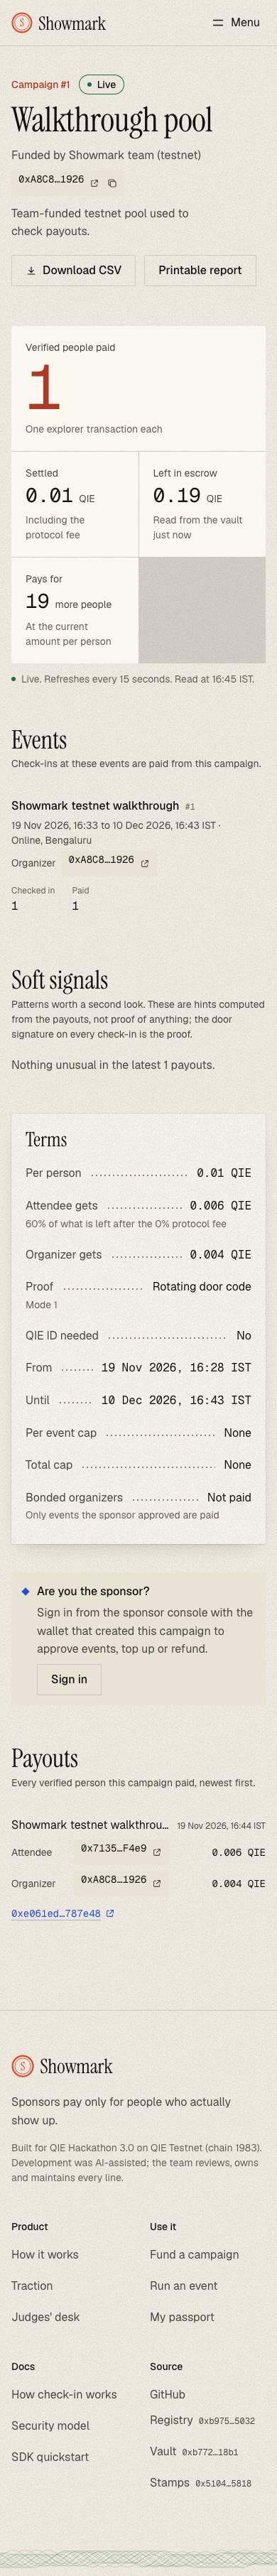 Showmark
Menu
Campaign #1
Live
Walkthrough pool
Funded by Showmark team (testnet)
0xA8C8…1926
Team-funded testnet pool used to
check payouts.
Download CSV
Printable report
Verified people paid
1
One explorer transaction each
Settled
0.01 QIE
Including the
protocol fee
Left in escrow
0.19 QIE
Read from the vault
just now
Pays for
19 more people
At the current
amount per person
Live. Refreshes every 15 seconds. Read at 16:45 IST.
Events
Check-ins at these events are paid from this campaign.
Showmark testnet walkthrough #1
19 Nov 2026, 16:33 to 10 Dec 2026, 16:43 IST ·
Online, Bengaluru
Organizer 0xA8C8…1926
Checked in Paid
1 1
Soft signals
Patterns worth a second look. These are hints computed
from the payouts, not proof of anything; the door
signature on every check-in is the proof.
Nothing unusual in the latest 1 payouts.
Terms
Per person 0.01 QIE
Attendee gets 0.006 QIE
60% of what is left after the 0% protocol fee
Organizer gets 0.004 QIE
Proof Rotating door code
Mode 1
QIE ID needed No
From 19 Nov 2026, 16:28 IST
Until 10 Dec 2026, 16:43 IST
Per event cap None
Total cap None
Bonded organizers Not paid
Only events the sponsor approved are paid
Are you the sponsor?
Sign in from the sponsor console with the
wallet that created this campaign to
approve events, top up or refund.
Sign in
Payouts
Every verified person this campaign paid, newest first.
Showmark testnet walkthrou… 19 Nov 2026, 16:44 IST
Attendee 0x7135…F4e9 0.006 QIE
Organizer 0xA8C8…1926 0.004 QIE
0xe061ed…787e48
Showmark
Sponsors pay only for people who actually
show up.
Built for QIE Hackathon 3.0 on QIE Testnet (chain 1983).
Development was AI-assisted; the team reviews, owns
and maintains every line.
Product
How it works
Traction
Judges' desk
Use it
Fund a campaign
Run an event
My passport
Docs
How check-in works
Security model
SDK quickstart
Source
GitHub
Registry 0xb975…5032
Vault 0xb772…18b1
Stamps 0x5104…5818